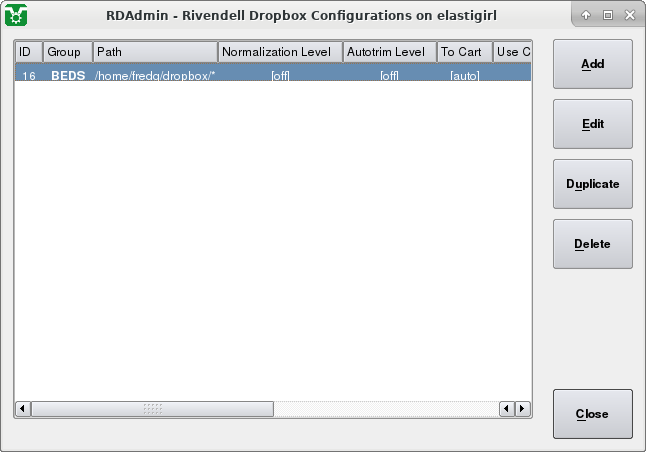 RDAdmin - Rivendell Dropbox Configurations on elastigirl
ID Group Path Normalization Level Autotrim Level To Cart Use C
16 BEDS /home/fredg/dropbox/* [off] [off] [auto]
Add
Edit
Duplicate
Delete
Close